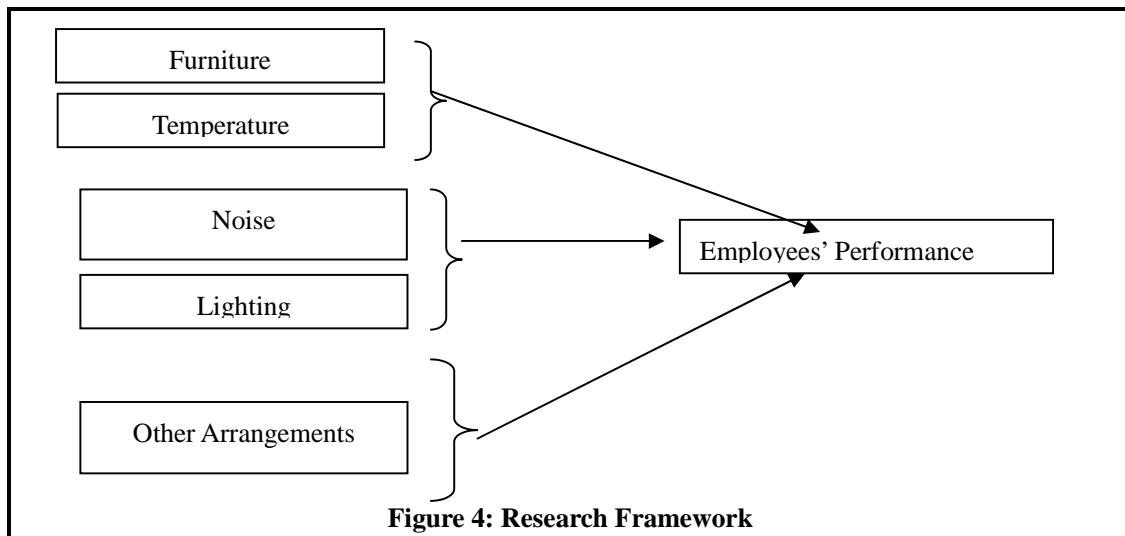 Furniture
Temperature
Noise
Lighting
Other Arrangements
Employees’ Performance
Figure 4: Research Framework